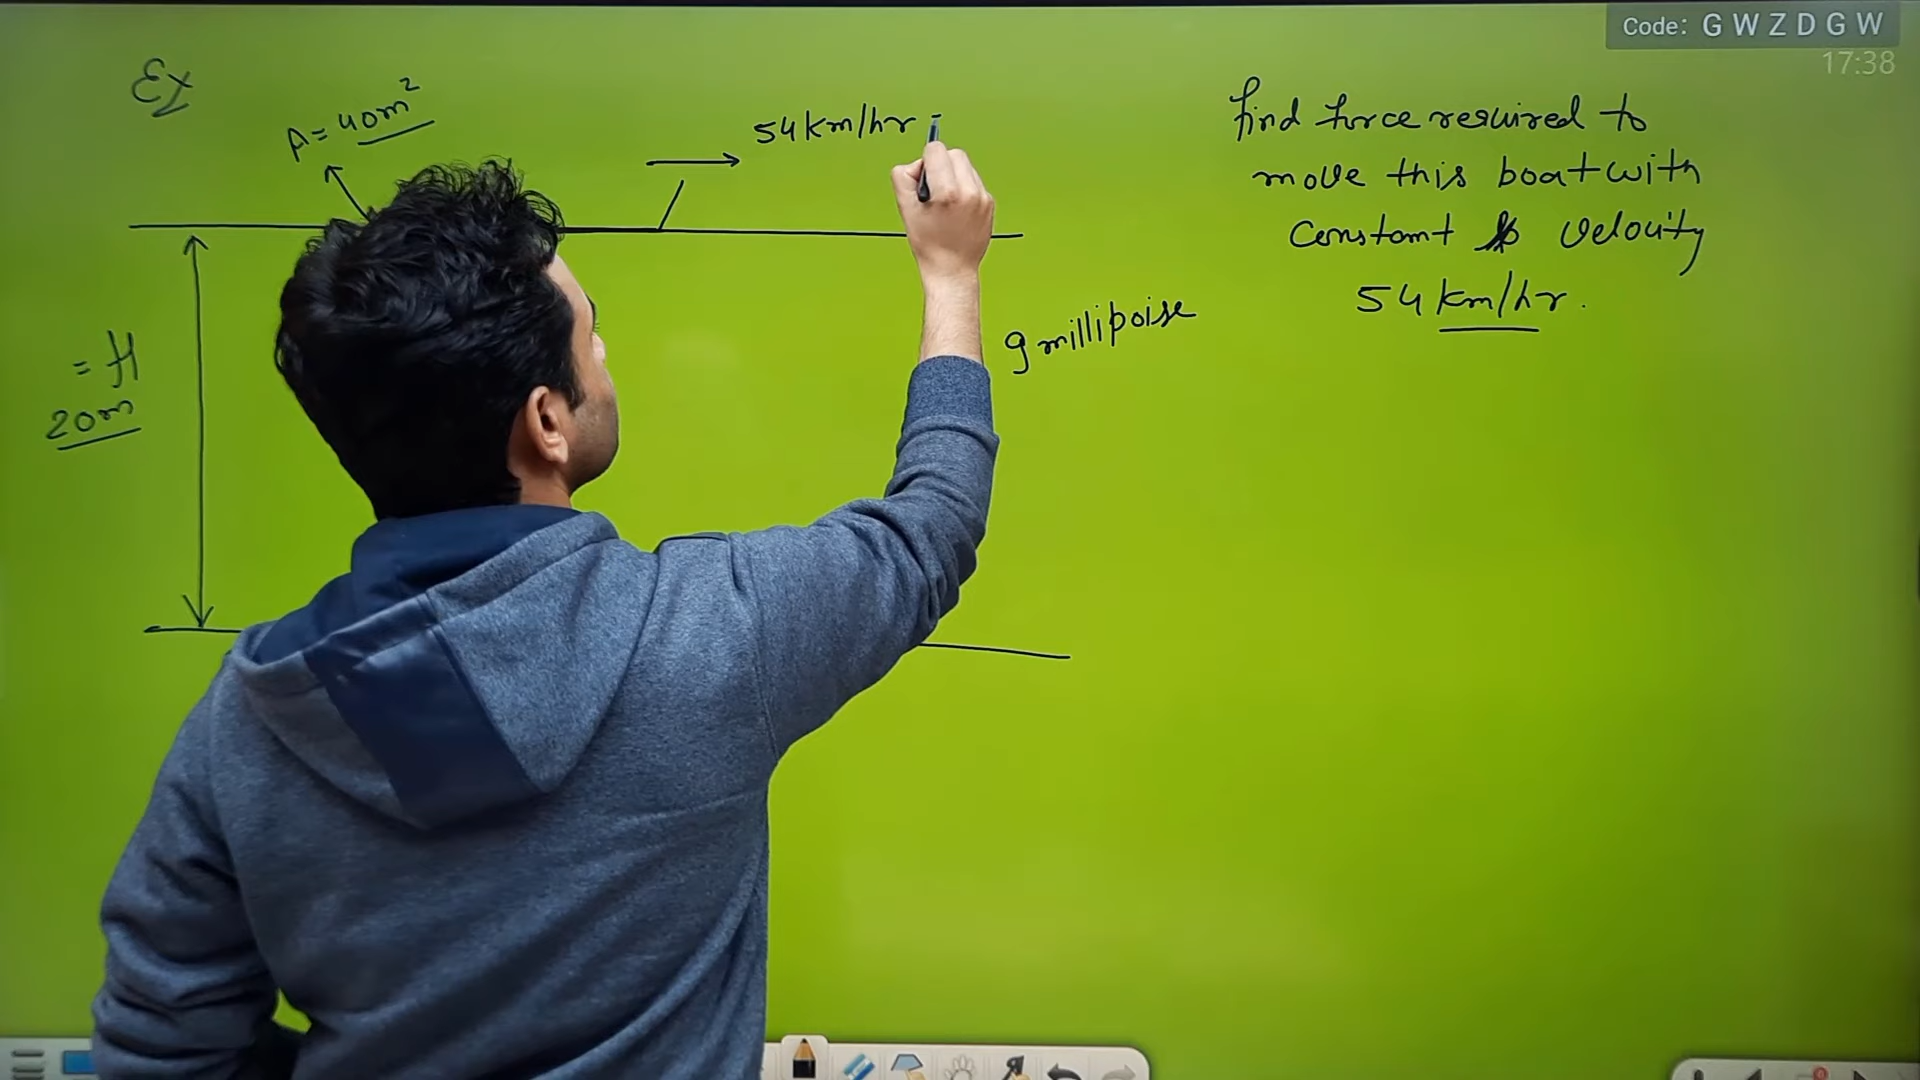 Code: GWZDGW
17:38
Ex
A = 40m²
54 km/hr =
find force required to
move this boat with
constant velocity
54 km/hr.
= H
20m
9 millipoise